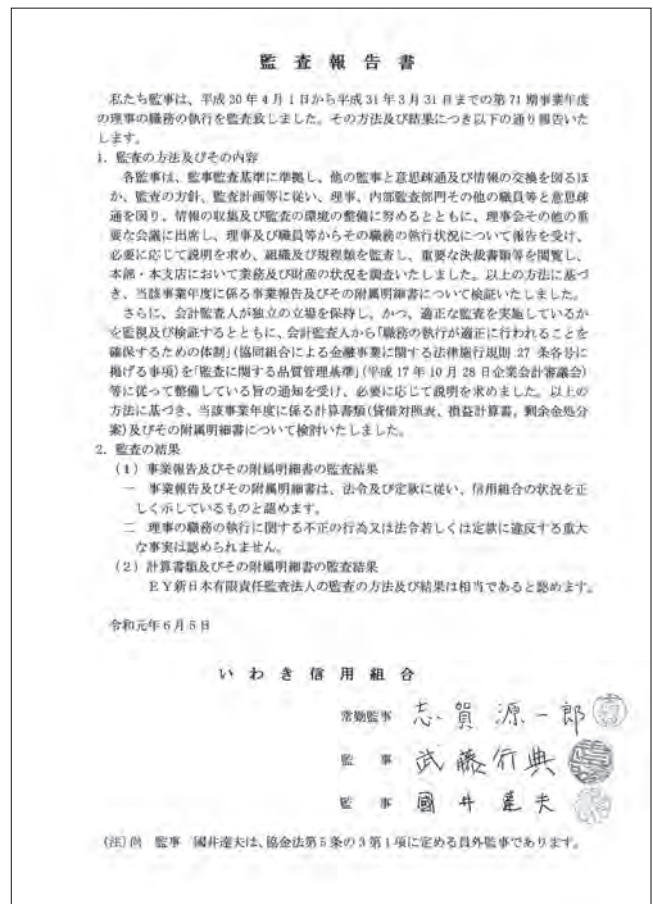 監査報告書
私たち監事は、平成30年4月1日から平成31年3月31日までの第71期事業年度
の理事の職務の執行を監査致しました。その方法及び結果につき以下の通り報告いた
します。
1. 監査の方法及びその内容
各監事は、監事監査基準に準拠し、他の監事と意思疎通及び情報の交換を図るほ
か、監査の方針、監査計画等に従い、理事、内部監査部門その他の職員等と意思疎
通を図り、情報の収集及び監査の環境の整備に努めるとともに、理事会その他の重
要な会議に出席し、理事及び職員等からその職務の執行状況について報告を受け、
必要に応じて説明を求め、組織及び規程類を監査し、重要な決裁書類等を閲覧し、
本部・本支店において業務及び財産の状況を調査いたしました。以上の方法に基づ
き、当該事業年度に係る事業報告及びその附属明細書について検証いたしました。
さらに、会計監査人が独立の立場を保持し、かつ、適正な監査を実施しているか
を監視及び検証するとともに、会計監査人から「職務の執行が適正に行われることを
確保するための体制」(協同組合による金融事業に関する法律施行規則 27 条各号に
掲げる事項)を「監査に関する品質管理基準」(平成 17 年 10 月 28 日企業会計審議会)
等に従って整備している旨の通知を受け、必要に応じて説明を求めました。以上の
方法に基づき、当該事業年度に係る計算書類(貸借対照表、損益計算書、剰余金処分
案)及びその附属明細書について検討いたしました。
2. 監査の結果
(1) 事業報告及びその附属明細書の監査結果
一 事業報告及びその附属明細書は、法令及び定款に従い、信用組合の状況を正
しく示しているものと認めます。
二 理事の職務の執行に関する不正の行為又は法令若しくは定款に違反する重大
な事実は認められません。
(2) 計算書類及びその附属明細書の監査結果
EY新日本有限責任監査法人の監査の方法及び結果は相当であると認めます。
令和元年6月5日
いわき信用組合
常勤監事 志賀源一郎
監事 武藤行典
監事 國井達夫
(注)尚 監事 國井達夫は、協金法第5条の3第1項に定める員外監事であります。